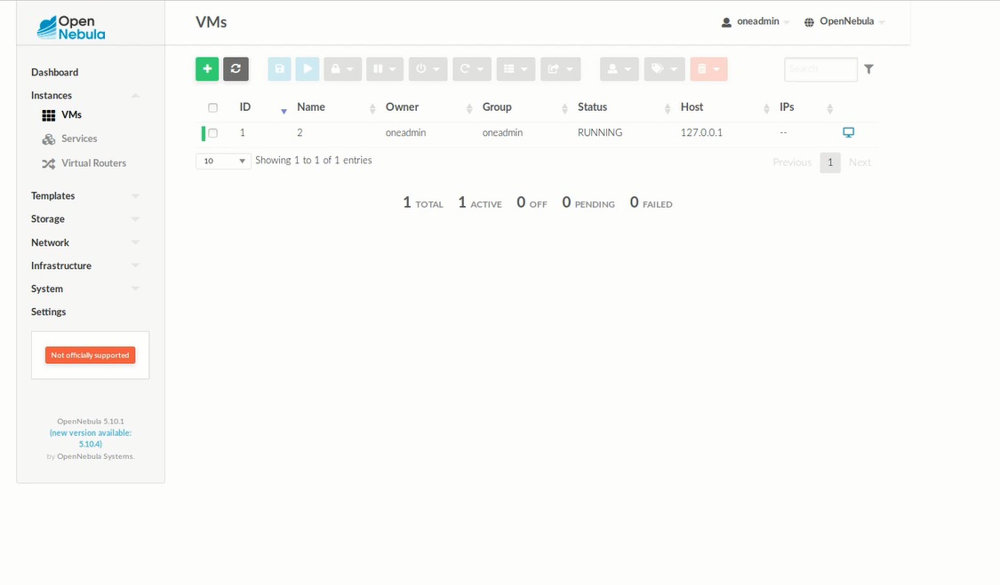 Open
Nebula
VMs
oneadmin
OpenNebula
Dashboard
Instances
VMs
Services
Virtual Routers
Templates
Storage
Network
Infrastructure
System
Settings
Not officially supported
OpenNebula 5.10.1
(new version available:
5.10.4)
by OpenNebula Systems.
Search
ID Name Owner Group Status Host IPs
1 2 oneadmin oneadmin RUNNING 127.0.0.1 --
10 Showing 1 to 1 of 1 entries
Previous 1 Next
1 TOTAL 1 ACTIVE 0 OFF 0 PENDING 0 FAILED